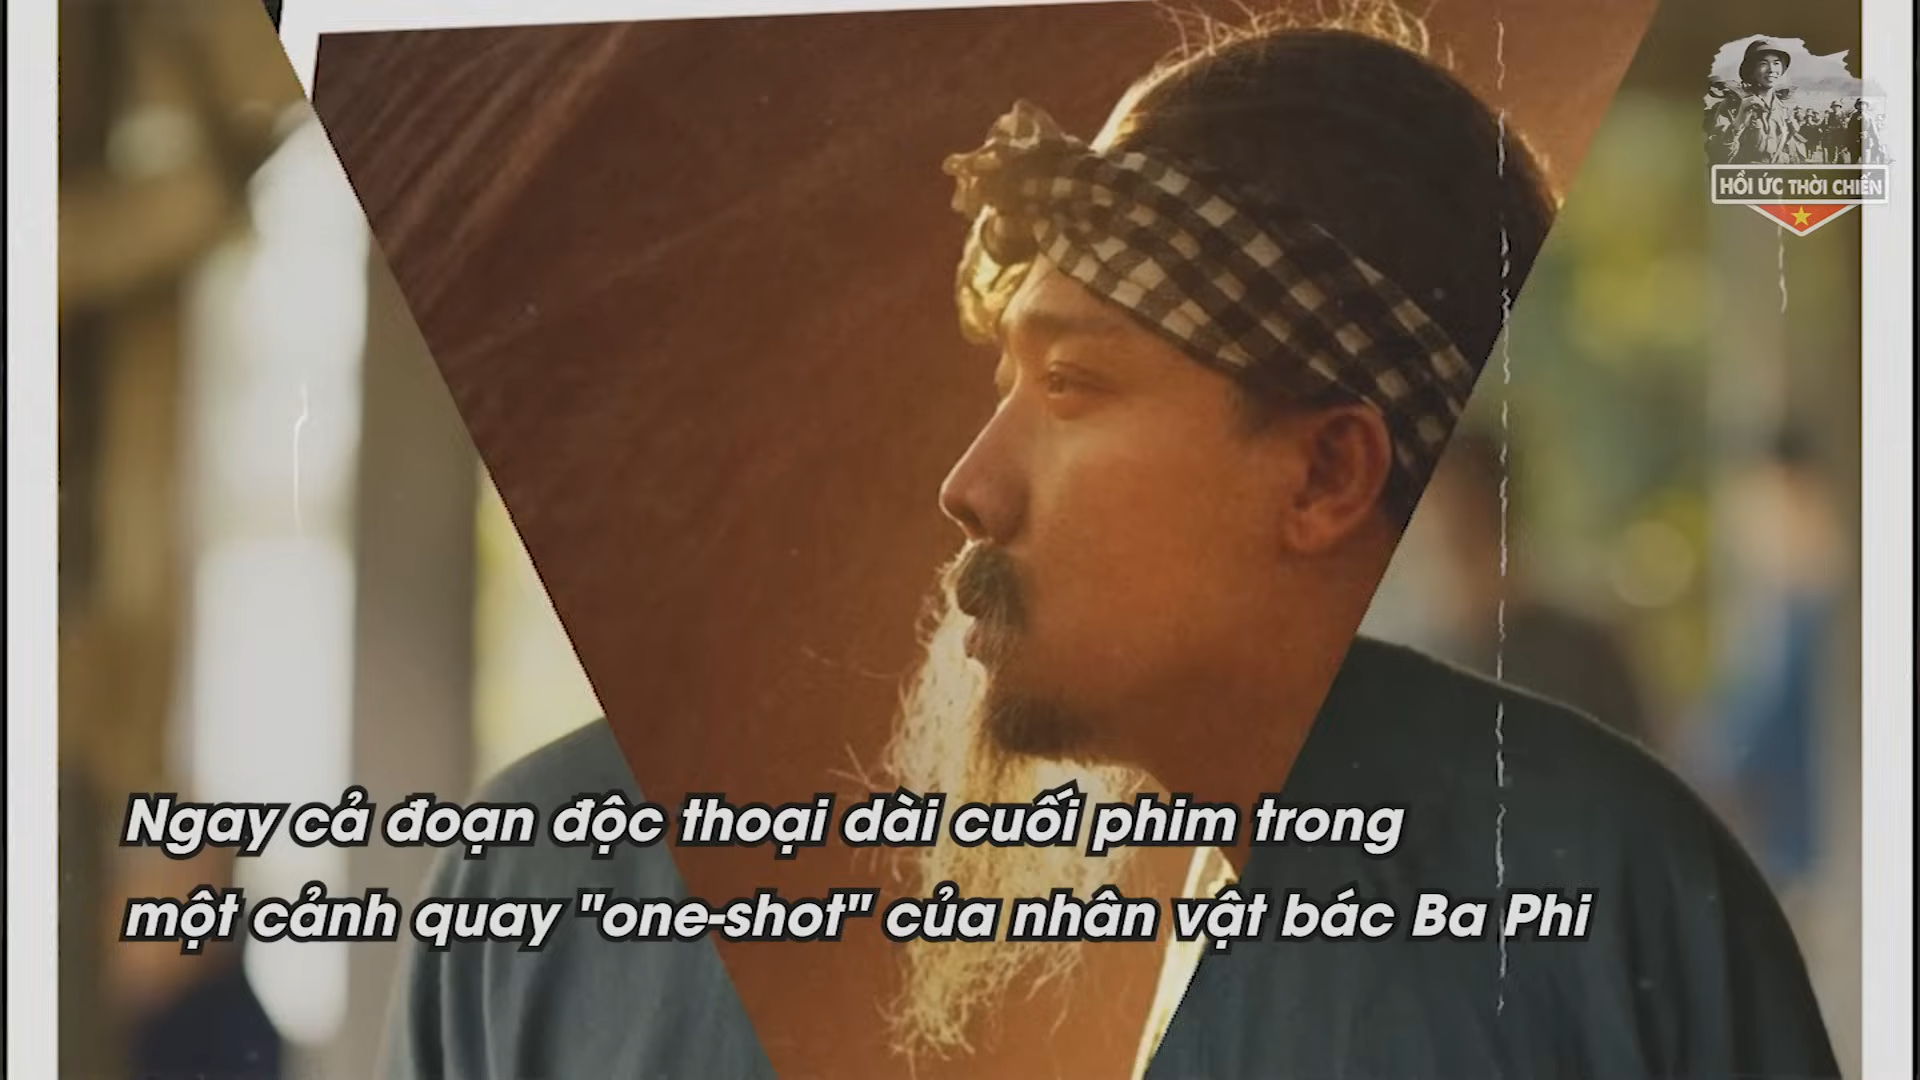 HỒI ỨC THỜI CHIẾN
Ngay cả đoạn độc thoại dài cuối phim trong
một cảnh quay "one-shot" của nhân vật bác Ba Phi